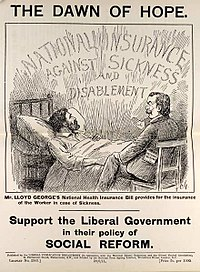 THE DAWN OF HOPE.
NATIONAL INSURANCE
AGAINST SICKNESS
AND
DISABLEMENT
Mr. LLOYD GEORGE'S National Health Insurance Bill provides for the insurance
of the Worker in case of Sickness.
Support the Liberal Government
in their policy of
SOCIAL REFORM.